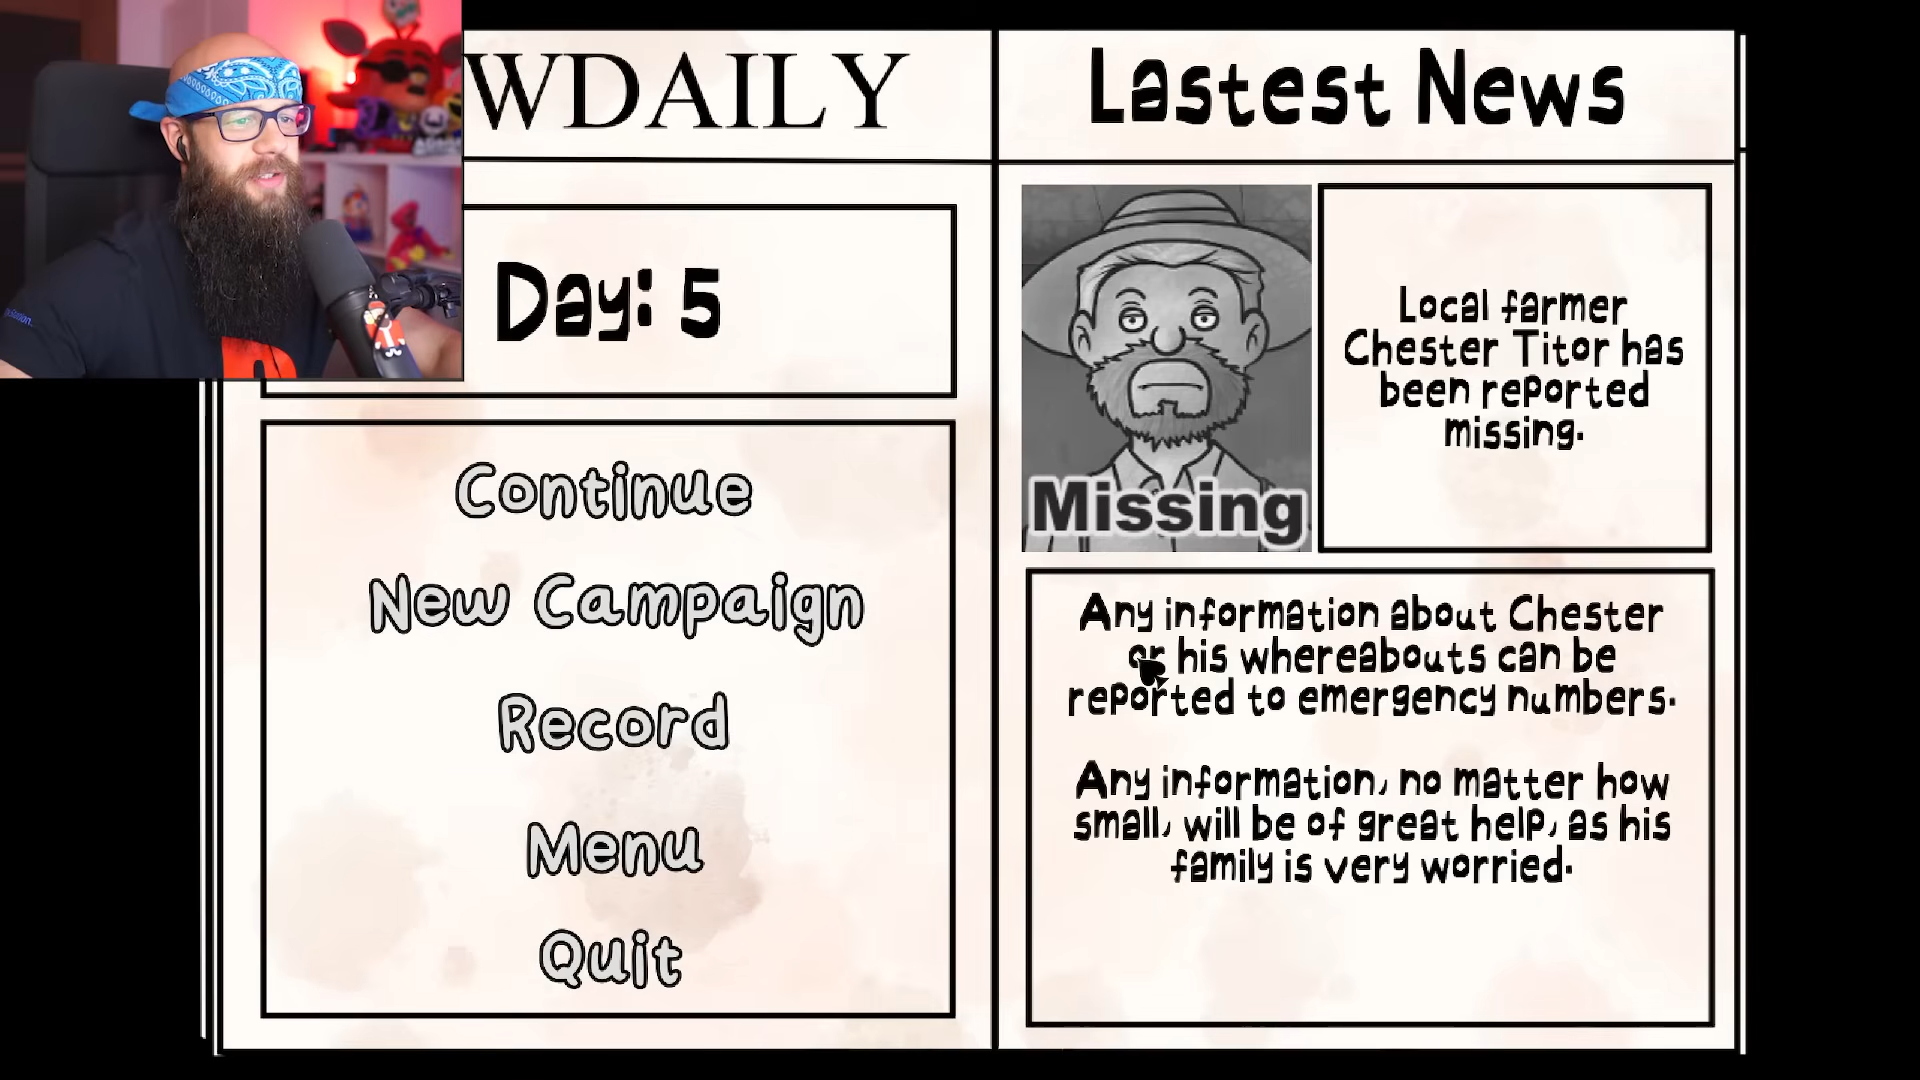 WDAILY
Lastest News
Day: 5
Continue
New Campaign
Record
Menu
Quit
Missing
Local farmer
Chester Titor has
been reported
missing.
Any information about Chester
or his whereabouts can be
reported to emergency numbers.
Any information, no matter how
small, will be of great help, as his
family is very worried.